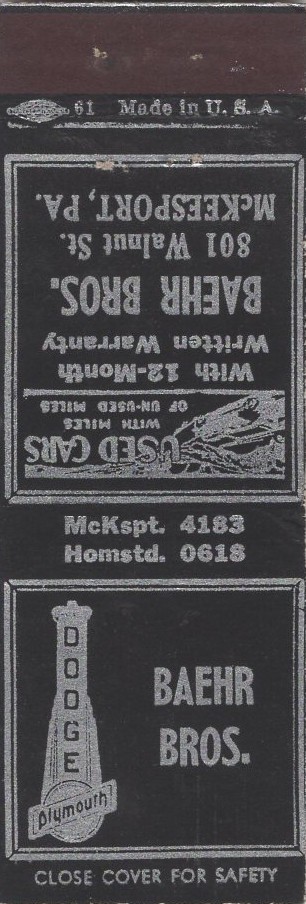 61 Made in U. S. A.
USED CARS
WITH MILES
OF UN-USED MILES
With 12-Month
Written Warranty
BAEHR BROS.
801 Walnut St.
McKEESPORT, PA.
McKspt. 4183
Homstd. 0618
DODGE
Plymouth
BAEHR
BROS.
CLOSE COVER FOR SAFETY